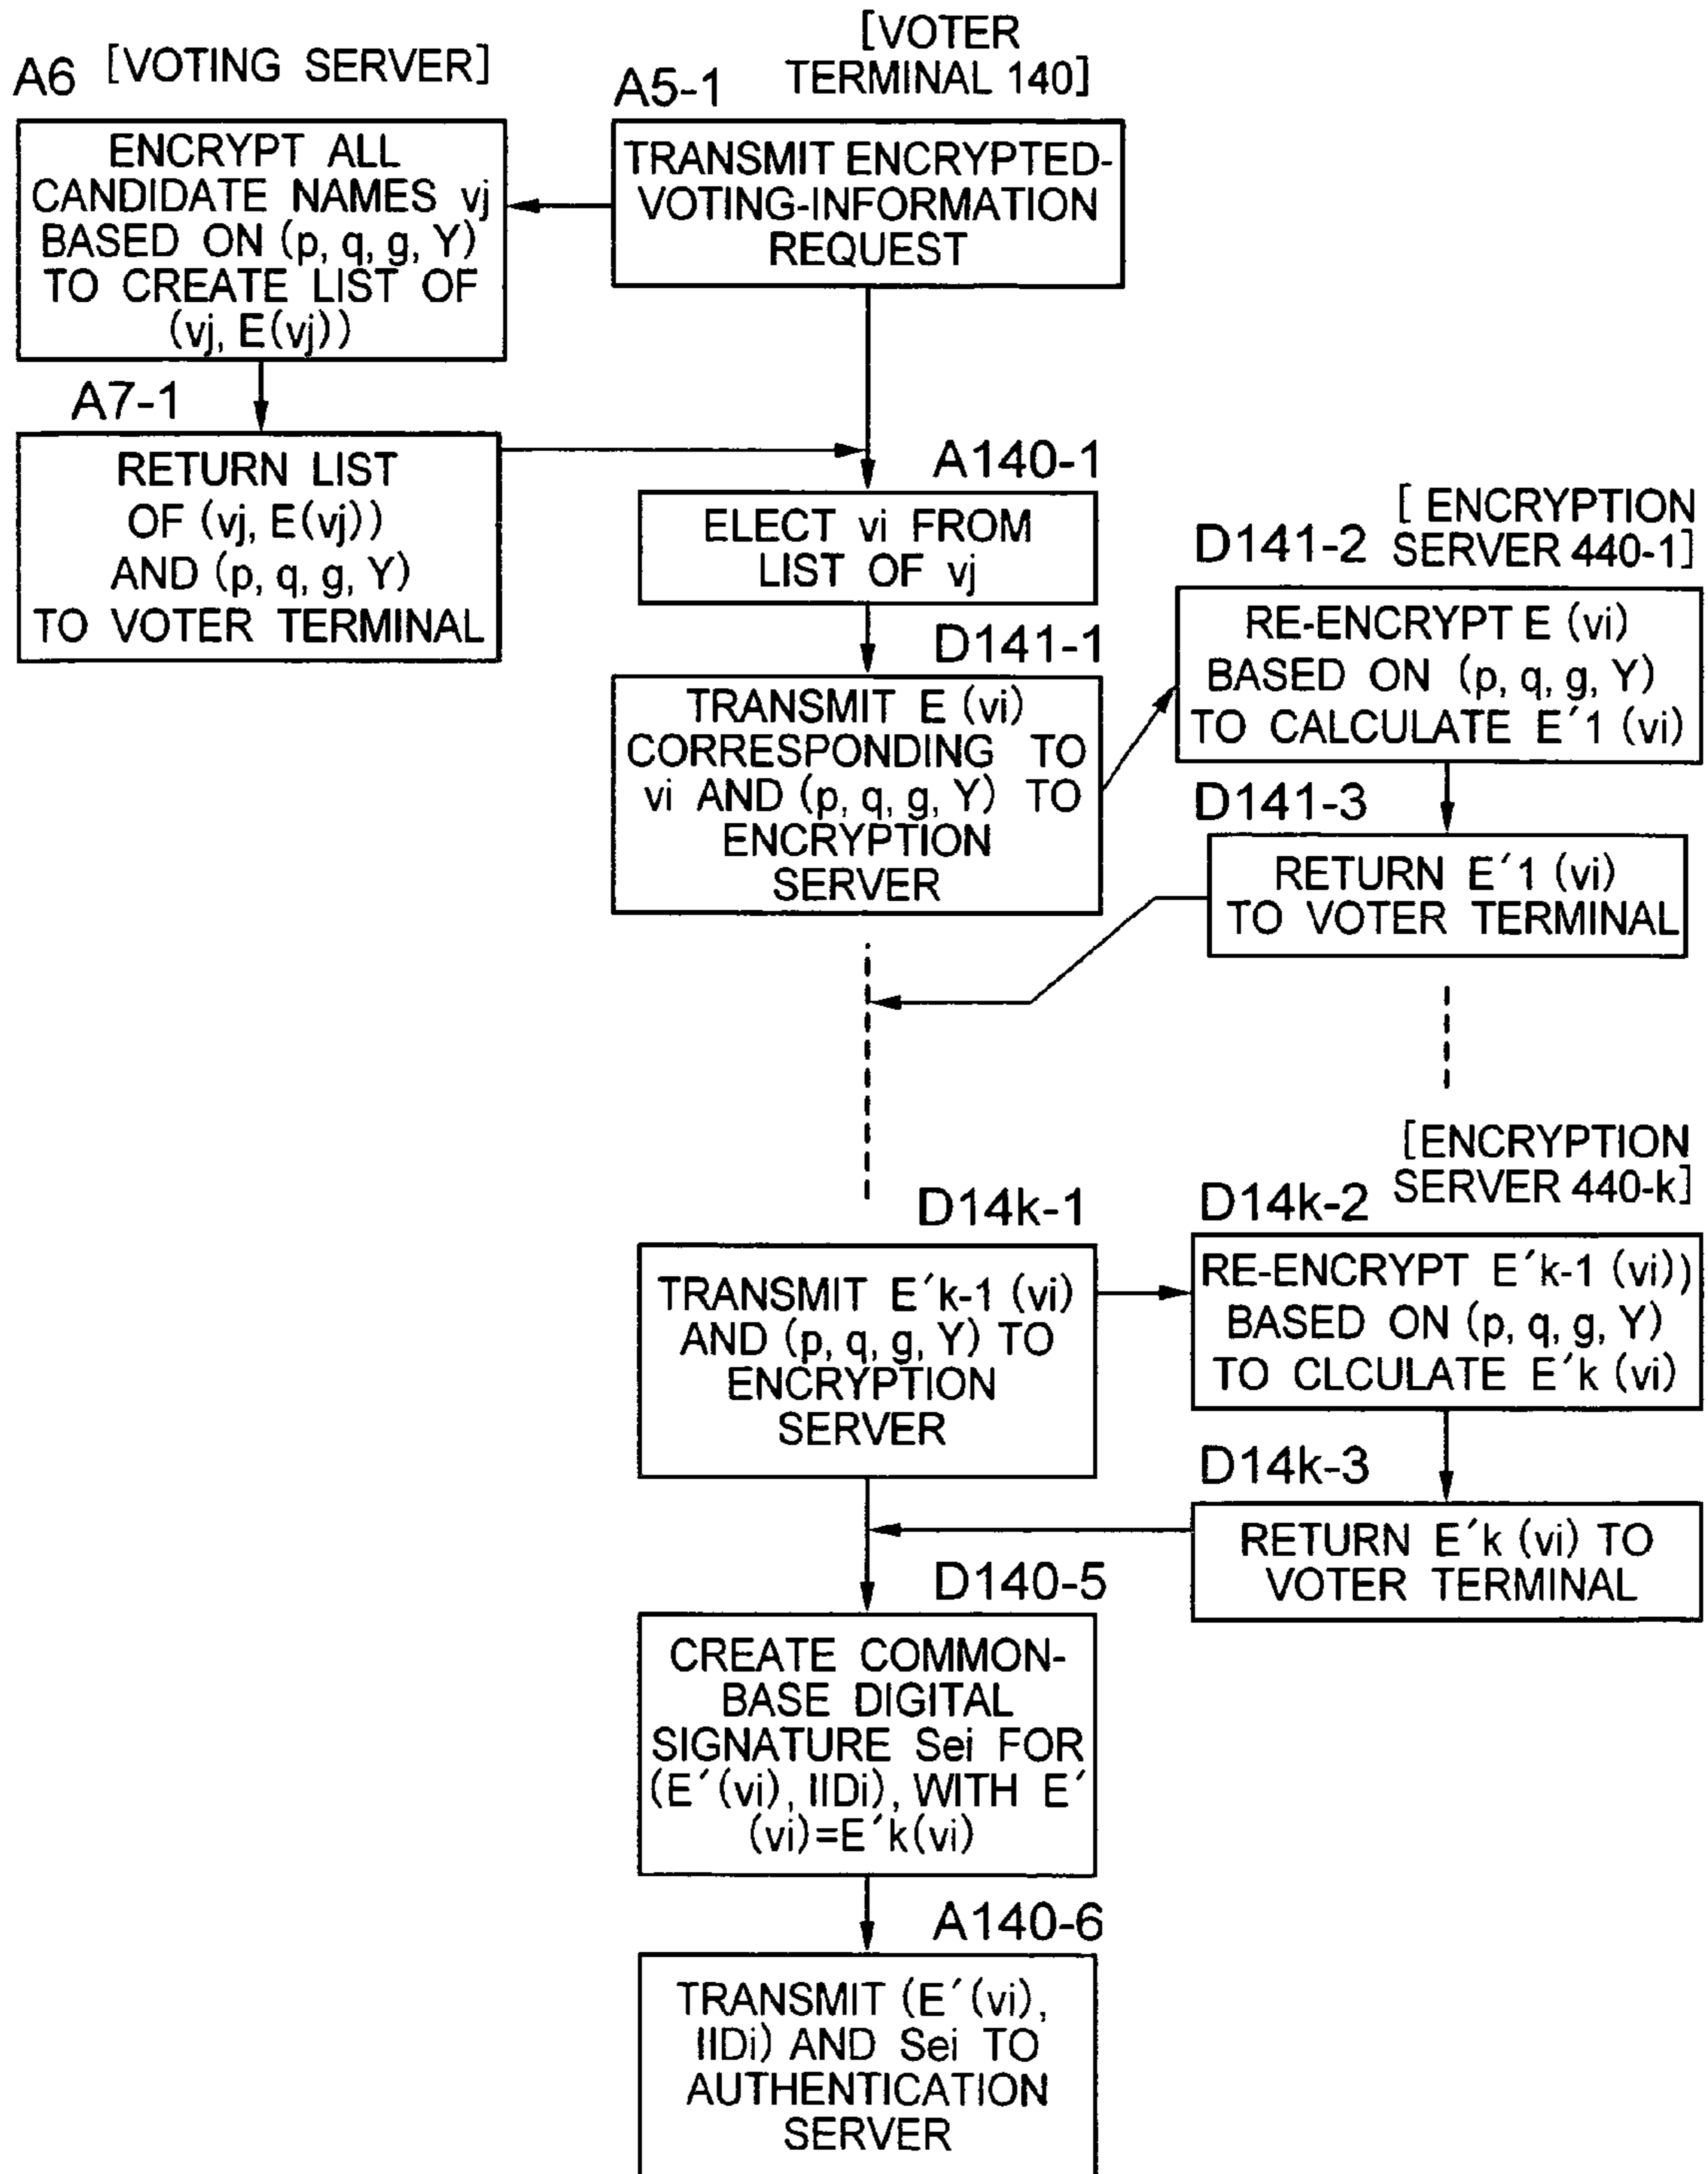 A6 [VOTING SERVER]
[VOTER
TERMINAL 140]
A5-1
ENCRYPT ALL
CANDIDATE NAMES vj
BASED ON (p, q, g, Y)
TO CREATE LIST OF
(vj, E(vj))
TRANSMIT ENCRYPTED-
VOTING-INFORMATION
REQUEST
A7-1
RETURN LIST
OF (vj, E(vj))
AND (p, q, g, Y)
TO VOTER TERMINAL
A140-1
ELECT vi FROM
LIST OF vj
D141-1
TRANSMIT E (vi)
CORRESPONDING TO
vi AND (p, q, g, Y) TO
ENCRYPTION
SERVER
[ ENCRYPTION
SERVER 440-1]
D141-2
RE-ENCRYPT E (vi)
BASED ON (p, q, g, Y)
TO CALCULATE E´1 (vi)
D141-3
RETURN E´1 (vi)
TO VOTER TERMINAL
[ENCRYPTION
SERVER 440-k]
D14k-1
TRANSMIT E´k-1 (vi)
AND (p, q, g, Y) TO
ENCRYPTION
SERVER
D14k-2
RE-ENCRYPT E´k-1 (vi))
BASED ON (p, q, g, Y)
TO CLCULATE E´k (vi)
D14k-3
RETURN E´k (vi) TO
VOTER TERMINAL
D140-5
CREATE COMMON-
BASE DIGITAL
SIGNATURE Sei FOR
(E´(vi), IIDi), WITH E´
(vi)=E´k(vi)
A140-6
TRANSMIT (E´(vi),
IIDi) AND Sei TO
AUTHENTICATION
SERVER